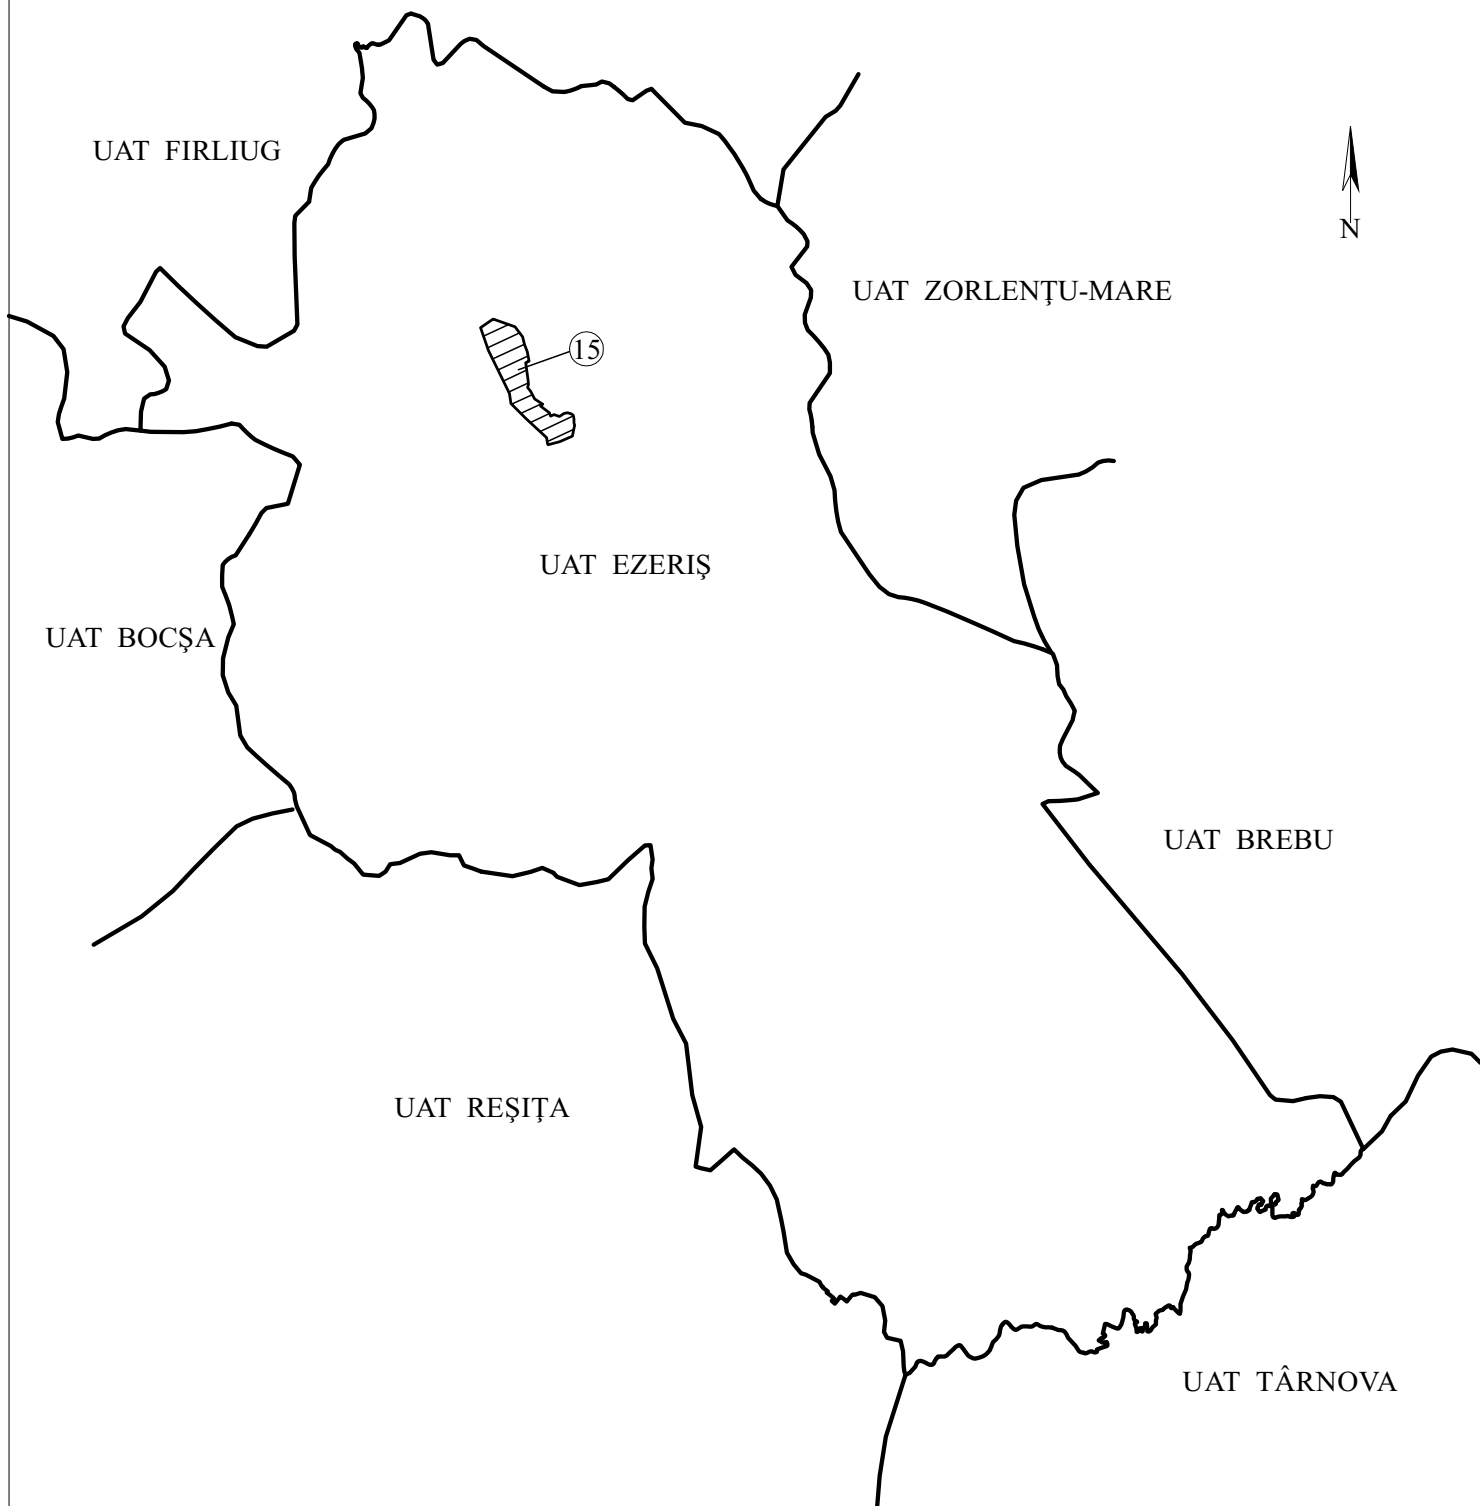 UAT FIRLIUG
N
UAT ZORLENŢU-MARE
15
UAT EZERIŞ
UAT BOCŞA
UAT BREBU
UAT REŞIŢA
UAT TÂRNOVA